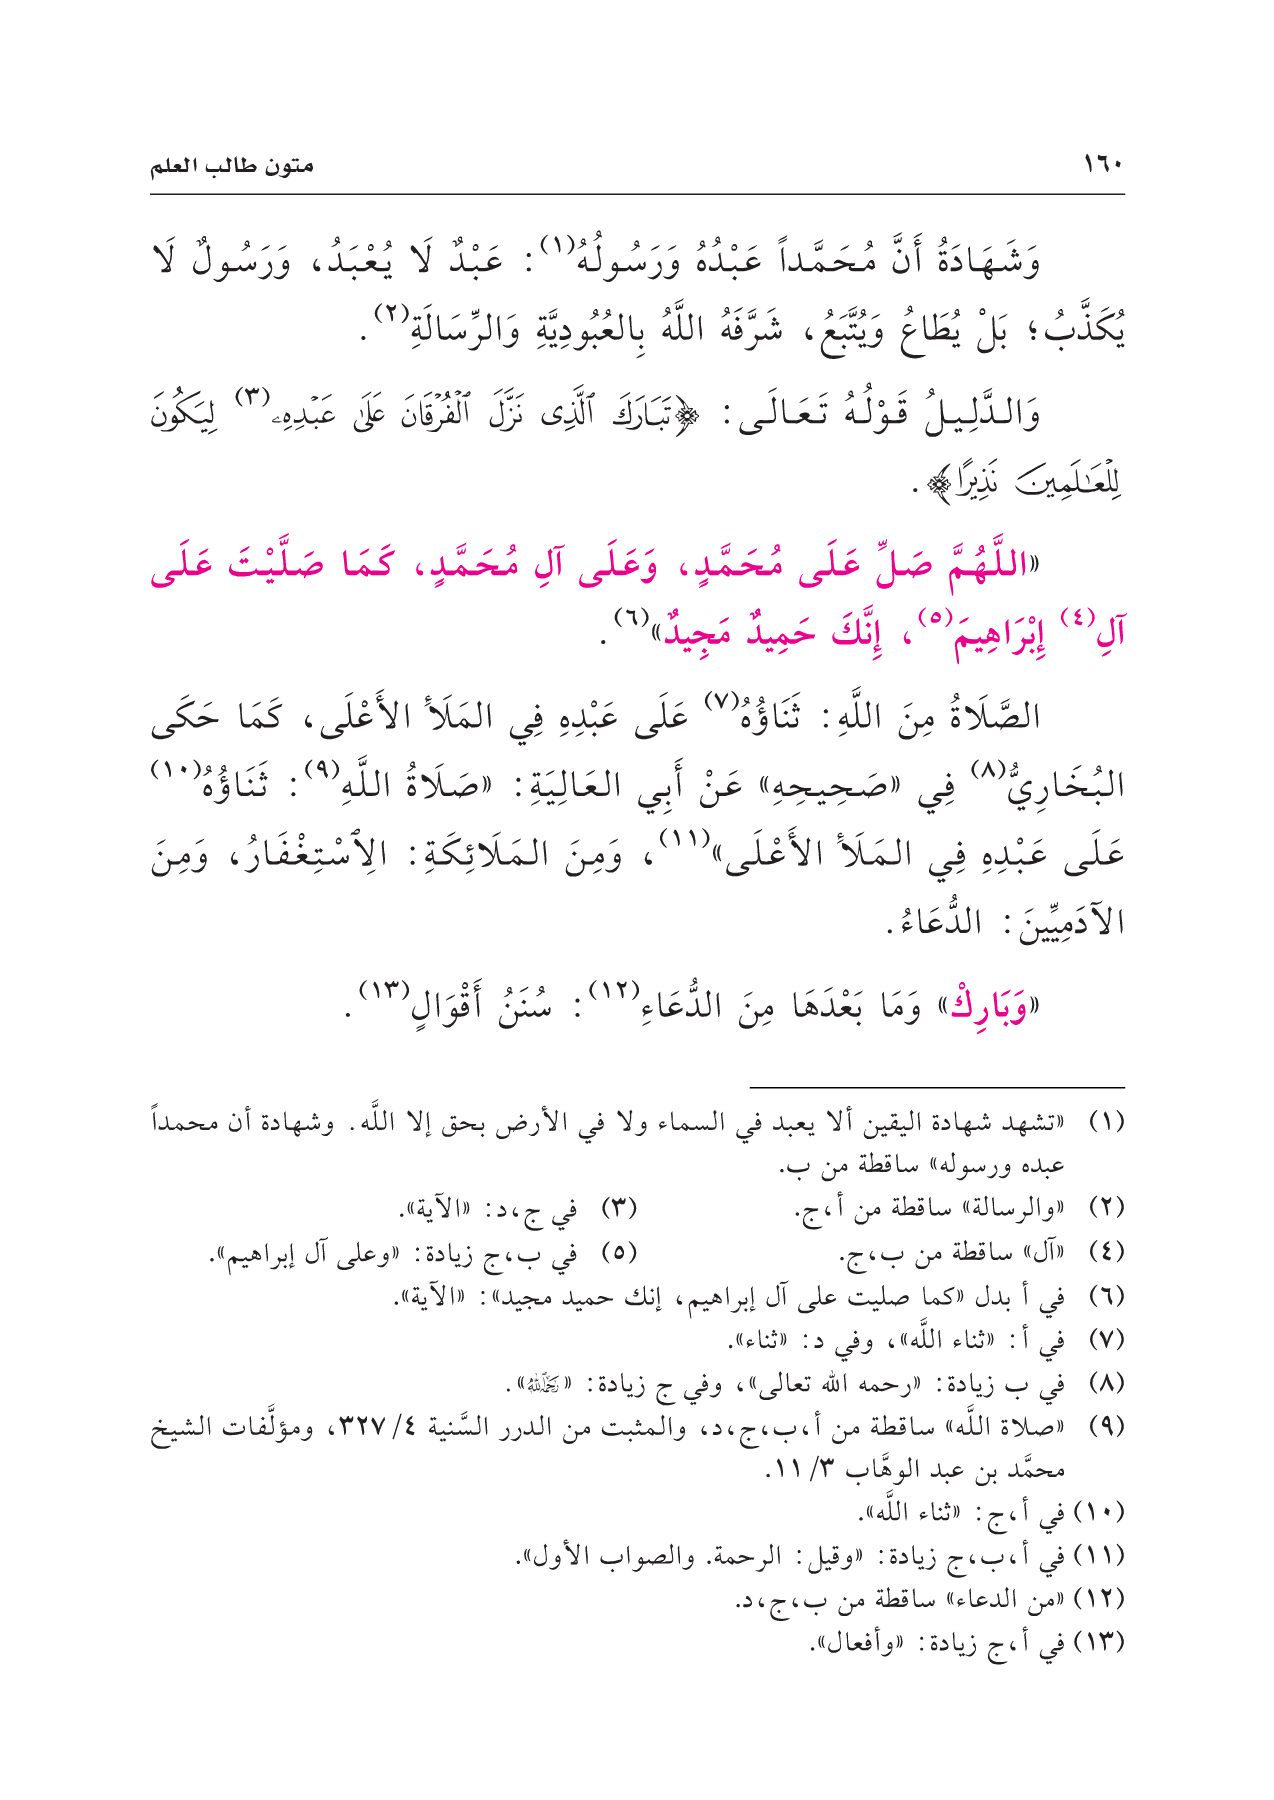 ١٦٠ متون طالب العلم
وَشَهَادَةُ أَنَّ مُحَمَّداً عَبْدُهُ وَرَسُولُهُ(١): عَبْدٌ لَا يُعْبَدُ، وَرَسُولٌ لَا
يُكَذَّبُ؛ بَلْ يُطَاعُ وَيُتَّبَعُ، شَرَّفَهُ اللَّهُ بِالعُبُودِيَّةِ وَالرِّسَالَةِ(٢).
وَالدَّلِيلُ قَوْلُهُ تَعَالَى: ﴿تَبَارَكَ ٱلَّذِى نَزَّلَ ٱلْفُرْقَانَ عَلَىٰ عَبْدِهِۦ(٣) لِيَكُونَ
لِلْعَـٰلَمِينَ نَذِيرًا﴾.
«اللَّهُمَّ صَلِّ عَلَى مُحَمَّدٍ، وَعَلَى آلِ مُحَمَّدٍ، كَمَا صَلَّيْتَ عَلَى
آلِ(٤) إِبْرَاهِيمَ(٥)، إِنَّكَ حَمِيدٌ مَجِيدٌ»(٦).
الصَّلَاةُ مِنَ اللَّهِ: ثَنَاؤُهُ(٧) عَلَى عَبْدِهِ فِي المَلَأِ الأَعْلَى، كَمَا حَكَى
البُخَارِيُّ(٨) فِي «صَحِيحِهِ» عَنْ أَبِي العَالِيَةِ: «صَلَاةُ اللَّهِ(٩): ثَنَاؤُهُ(١٠)
عَلَى عَبْدِهِ فِي المَلَأِ الأَعْلَى»(١١)، وَمِنَ المَلَائِكَةِ: الِاسْتِغْفَارُ، وَمِنَ
الآدَمِيِّينَ: الدُّعَاءُ.
«وَبَارِكْ» وَمَا بَعْدَهَا مِنَ الدُّعَاءِ(١٢): سُنَنُ أَقْوَالٍ(١٣).
(١) «تشهد شهادة اليقين ألا يعبد في السماء ولا في الأرض بحق إلا اللَّه. وشهادة أن محمداً
عبده ورسوله» ساقطة من ب.
(٢) «والرسالة» ساقطة من أ،ج. (٣) في ج،د: «الآية».
(٤) «آل» ساقطة من ب،ج. (٥) في ب،ج زيادة: «وعلى آل إبراهيم».
(٦) في أ بدل «كما صليت على آل إبراهيم، إنك حميد مجيد»: «الآية».
(٧) في أ: «ثناء اللَّه»، وفي د: «ثناء».
(٨) في ب زيادة: «رحمه الله تعالى»، وفي ج زيادة: «رحمه الله».
(٩) «صلاة اللَّه» ساقطة من أ،ب،ج،د، والمثبت من الدرر السَّنية ٤/ ٣٢٧، ومؤلَّفات الشيخ
محمَّد بن عبد الوهَّاب ٣/ ١١.
(١٠) في أ،ج: «ثناء اللَّه».
(١١) في أ،ب،ج زيادة: «وقيل: الرحمة. والصواب الأول».
(١٢) «من الدعاء» ساقطة من ب،ج،د.
(١٣) في أ،ج زيادة: «وأفعال».